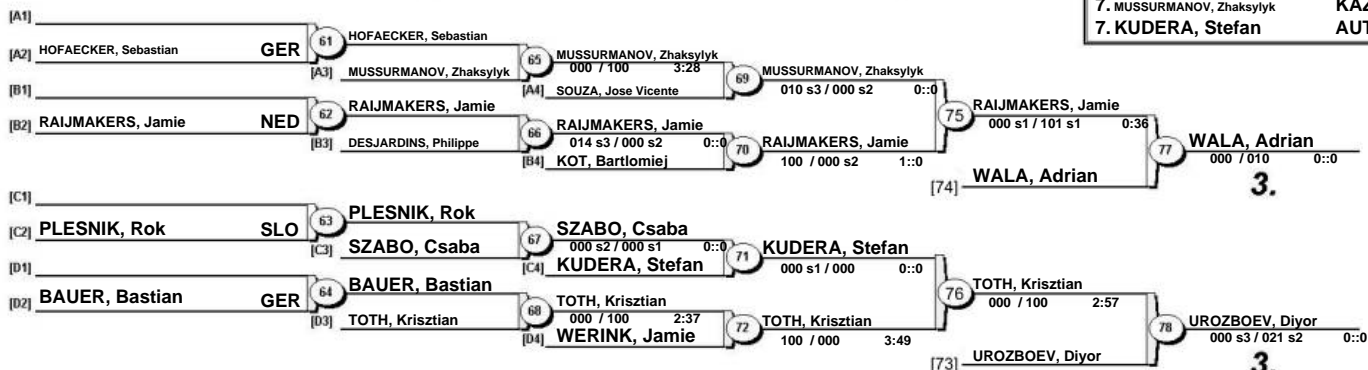 7. MUSSURMANOV, Zhaksylyk KAZ
7. KUDERA, Stefan AUT
[A1]
[A2] HOFAECKER, Sebastian GER
61 HOFAECKER, Sebastian
[A3] MUSSURMANOV, Zhaksylyk
65 MUSSURMANOV, Zhaksylyk
000 / 100 3:28
[A4] SOUZA, Jose Vicente
69 MUSSURMANOV, Zhaksylyk
010 s3 / 000 s2 0::0
[B1]
[B2] RAIJMAKERS, Jamie NED
62 RAIJMAKERS, Jamie
[B3] DESJARDINS, Philippe
66 RAIJMAKERS, Jamie
014 s3 / 000 s2 0::0
[B4] KOT, Bartlomiej
70 RAIJMAKERS, Jamie
100 / 000 s2 1::0
75 RAIJMAKERS, Jamie
000 s1 / 101 s1 0:36
[74] WALA, Adrian
77 WALA, Adrian
000 / 010 0::0
3.
[C1]
[C2] PLESNIK, Rok SLO
63 PLESNIK, Rok
[C3] SZABO, Csaba
67 SZABO, Csaba
000 s2 / 000 s1 0::0
[C4] KUDERA, Stefan
71 KUDERA, Stefan
000 s1 / 000 0::0
[D1]
[D2] BAUER, Bastian GER
64 BAUER, Bastian
[D3] TOTH, Krisztian
68 TOTH, Krisztian
000 / 100 2:37
[D4] WERINK, Jamie
72 TOTH, Krisztian
100 / 000 3:49
76 TOTH, Krisztian
000 / 100 2:57
[73] UROZBOEV, Diyor
78 UROZBOEV, Diyor
000 s3 / 021 s2 0::0
3.